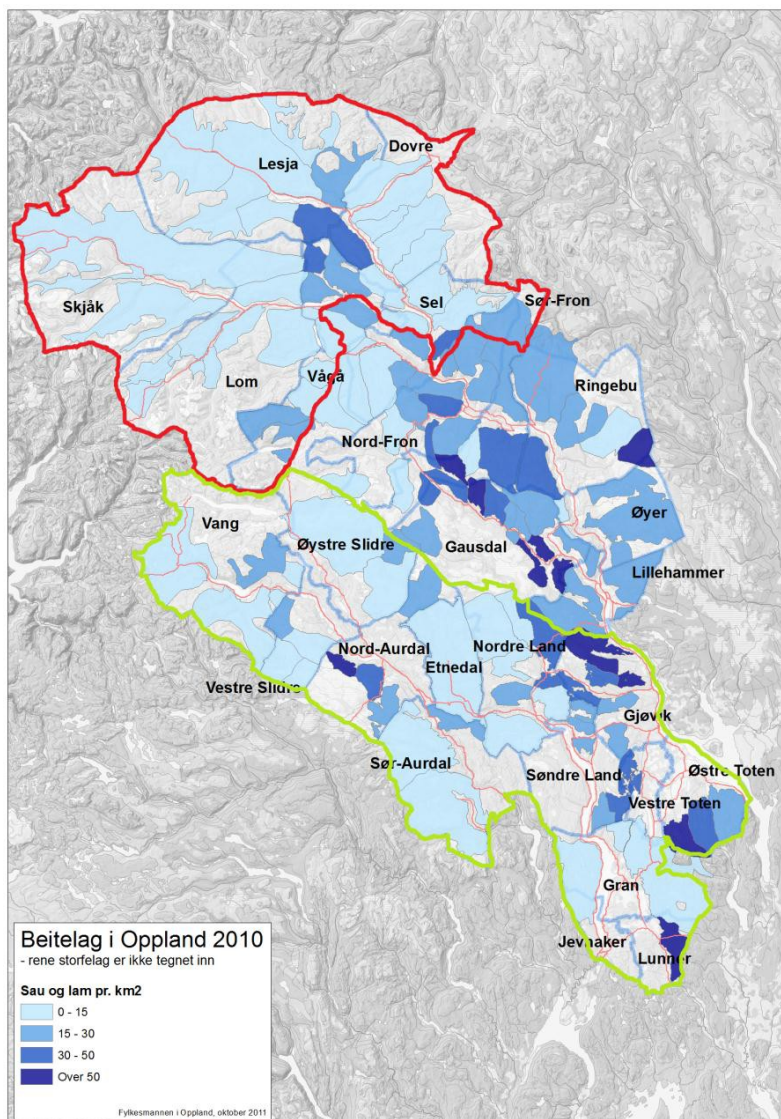 Dovre
Lesja
Skjåk
Sel
Sør-Fron
Lom
Vågå
Ringebu
Nord-Fron
Vang
Øyer
Øystre Slidre
Gausdal
Lillehammer
Nord-Aurdal
Nordre Land
Etnedal
Vestre Slidre
Gjøvik
Sør-Aurdal
Søndre Land
Østre Toten
Vestre Toten
Gran
Jevnaker
Lunner
Beitelag i Oppland 2010
- rene storfelag er ikke tegnet inn
Sau og lam pr. km2
0 - 15
15 - 30
30 - 50
Over 50
Fylkesmannen i Oppland, oktober 2011